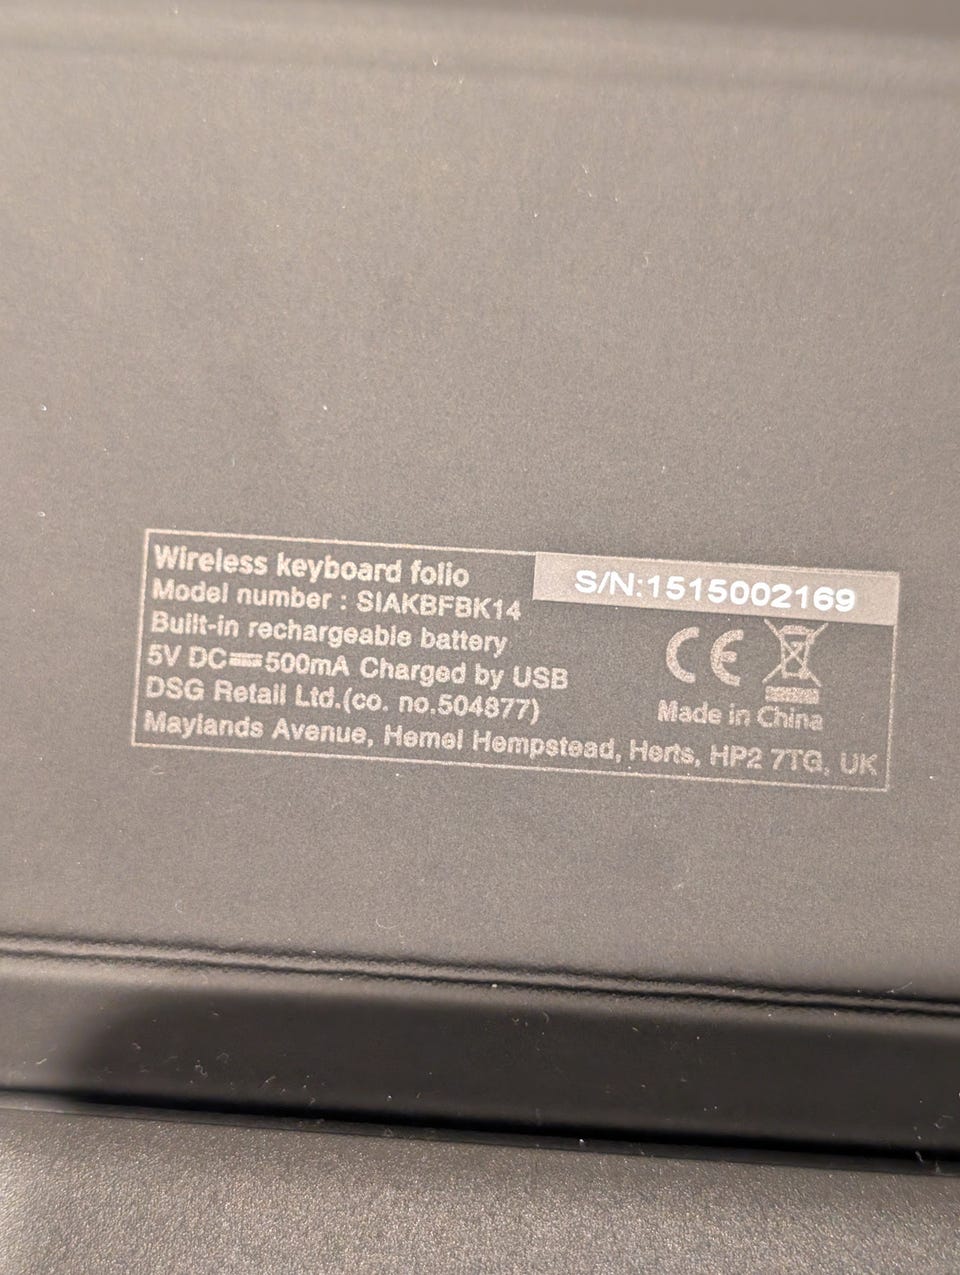 Wireless keyboard folio
S/N:1515002169
Model number : SIAKBFBK14
Built-in rechargeable battery
5V DC⎓500mA Charged by USB
CE
DSG Retail Ltd.(co. no.504877)
Made in China
Maylands Avenue, Hemel Hempstead, Herts, HP2 7TG, UK